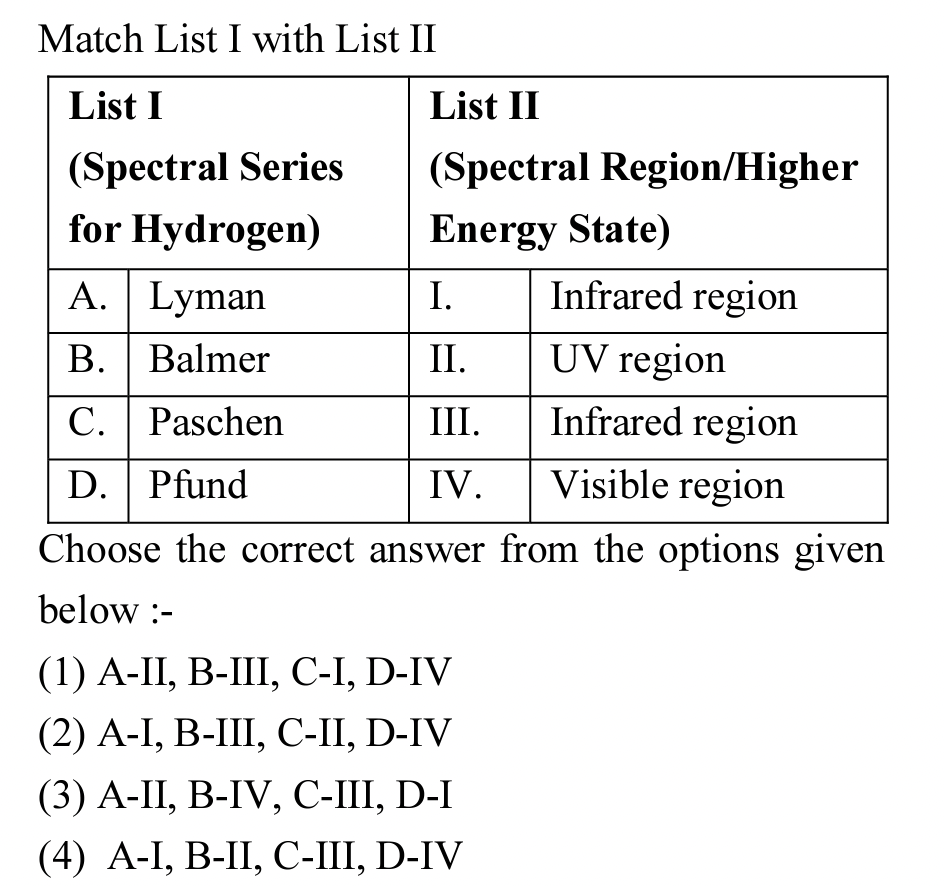 Match List I with List II
List I
(Spectral Series
for Hydrogen)
List II
(Spectral Region/Higher
Energy State)
A. Lyman I. Infrared region
B. Balmer II. UV region
C. Paschen III. Infrared region
D. Pfund IV. Visible region
Choose the correct answer from the options given
below :-
(1) A-II, B-III, C-I, D-IV
(2) A-I, B-III, C-II, D-IV
(3) A-II, B-IV, C-III, D-I
(4) A-I, B-II, C-III, D-IV